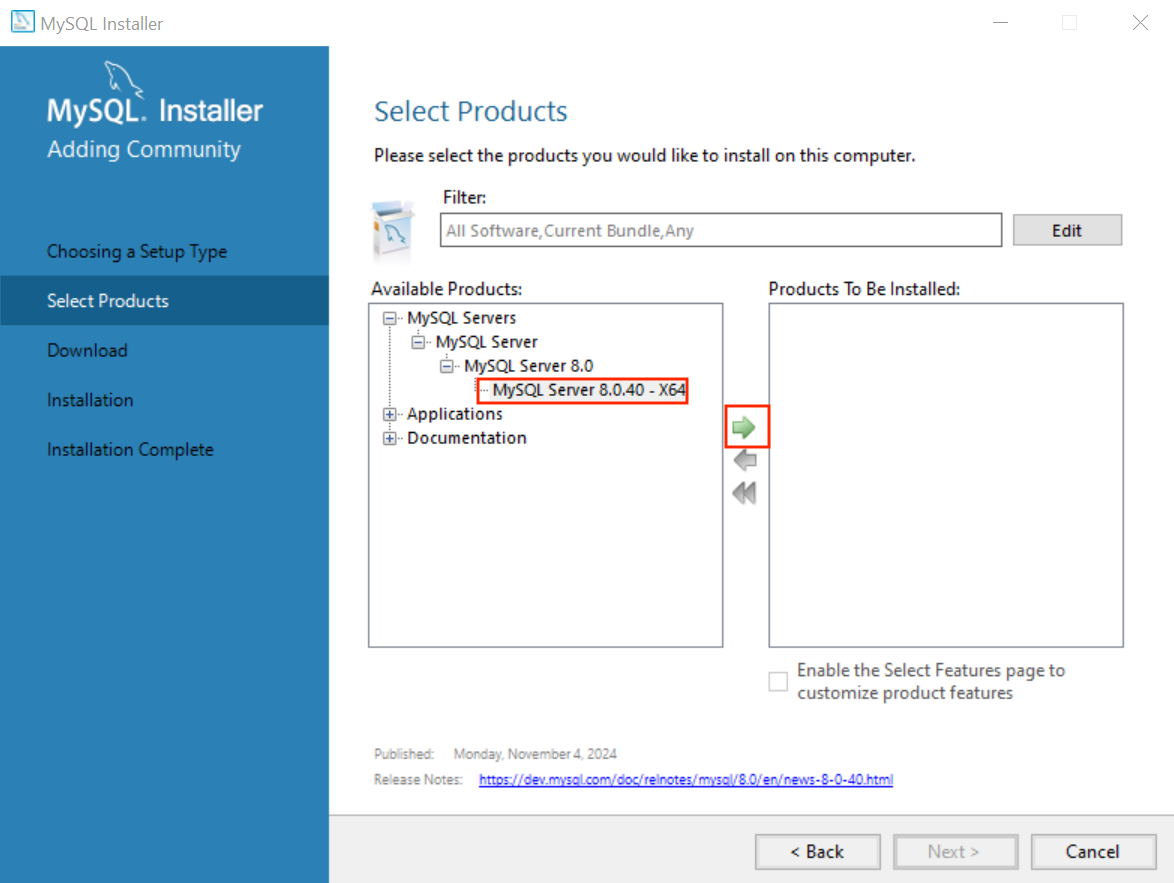 MySQL Installer
MySQL. Installer
Adding Community
Choosing a Setup Type
Select Products
Download
Installation
Installation Complete
Select Products
Please select the products you would like to install on this computer.
Filter:
All Software,Current Bundle,Any
Edit
Available Products:
MySQL Servers
MySQL Server
MySQL Server 8.0
MySQL Server 8.0.40 - X64
Applications
Documentation
Products To Be Installed:
Enable the Select Features page to
customize product features
Published: Monday, November 4, 2024
Release Notes: https://dev.mysql.com/doc/relnotes/mysql/8.0/en/news-8-0-40.html
< Back
Next >
Cancel